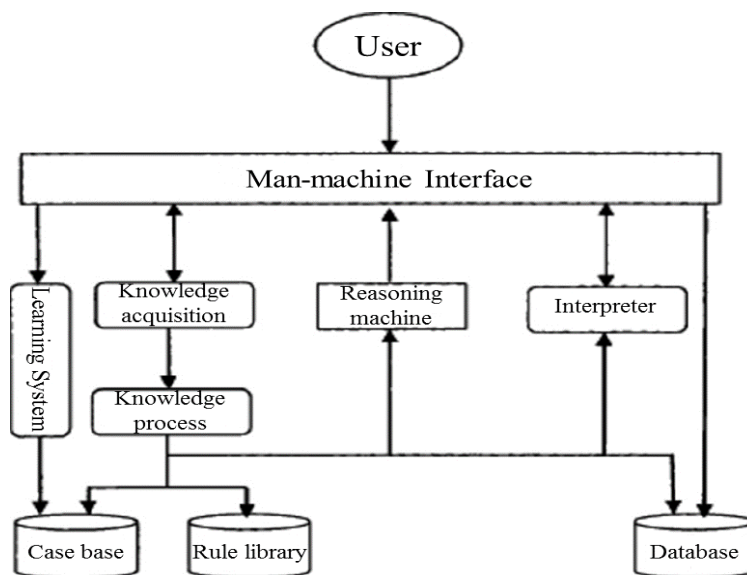 User
Man-machine Interface
Learning System
Knowledge
acquisition
Reasoning
machine
Interpreter
Knowledge
process
Case base
Rule library
Database